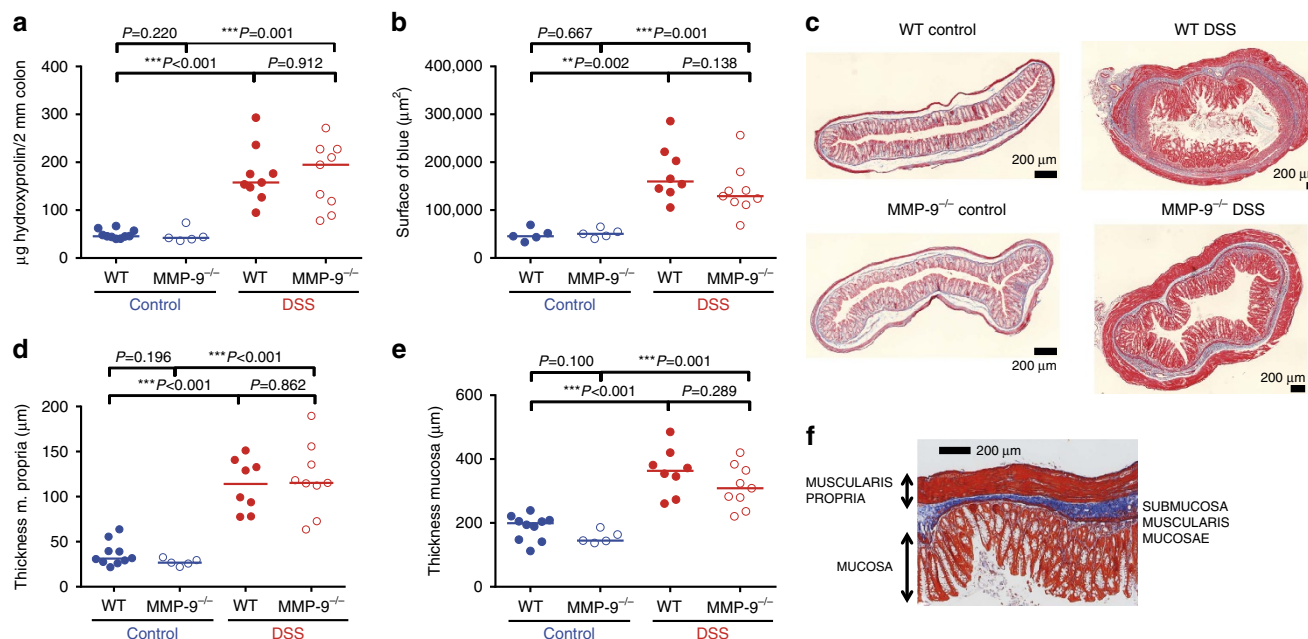 a
P=0.220
***P=0.001
***P<0.001
P=0.912
400
300
200
100
0
µg hydroxyprolin/2 mm colon
WT
MMP-9⁻/⁻
WT
MMP-9⁻/⁻
Control
DSS
b
P=0.667
***P=0.001
**P=0.002
P=0.138
400,000
300,000
200,000
100,000
0
Surface of blue (µm²)
WT
MMP-9⁻/⁻
WT
MMP-9⁻/⁻
Control
DSS
c
WT control
WT DSS
200 µm
200 µm
MMP-9⁻/⁻ control
MMP-9⁻/⁻ DSS
200 µm
200 µm
d
P=0.196
***P<0.001
***P<0.001
P=0.862
200
150
100
50
0
Thickness m. propria (µm)
WT
MMP-9⁻/⁻
WT
MMP-9⁻/⁻
Control
DSS
e
P=0.100
***P=0.001
***P<0.001
P=0.289
600
400
200
0
Thickness mucosa (µm)
WT
MMP-9⁻/⁻
WT
MMP-9⁻/⁻
Control
DSS
f
200 µm
MUSCULARIS
PROPRIA
SUBMUCOSA
MUSCULARIS
MUCOSAE
MUCOSA